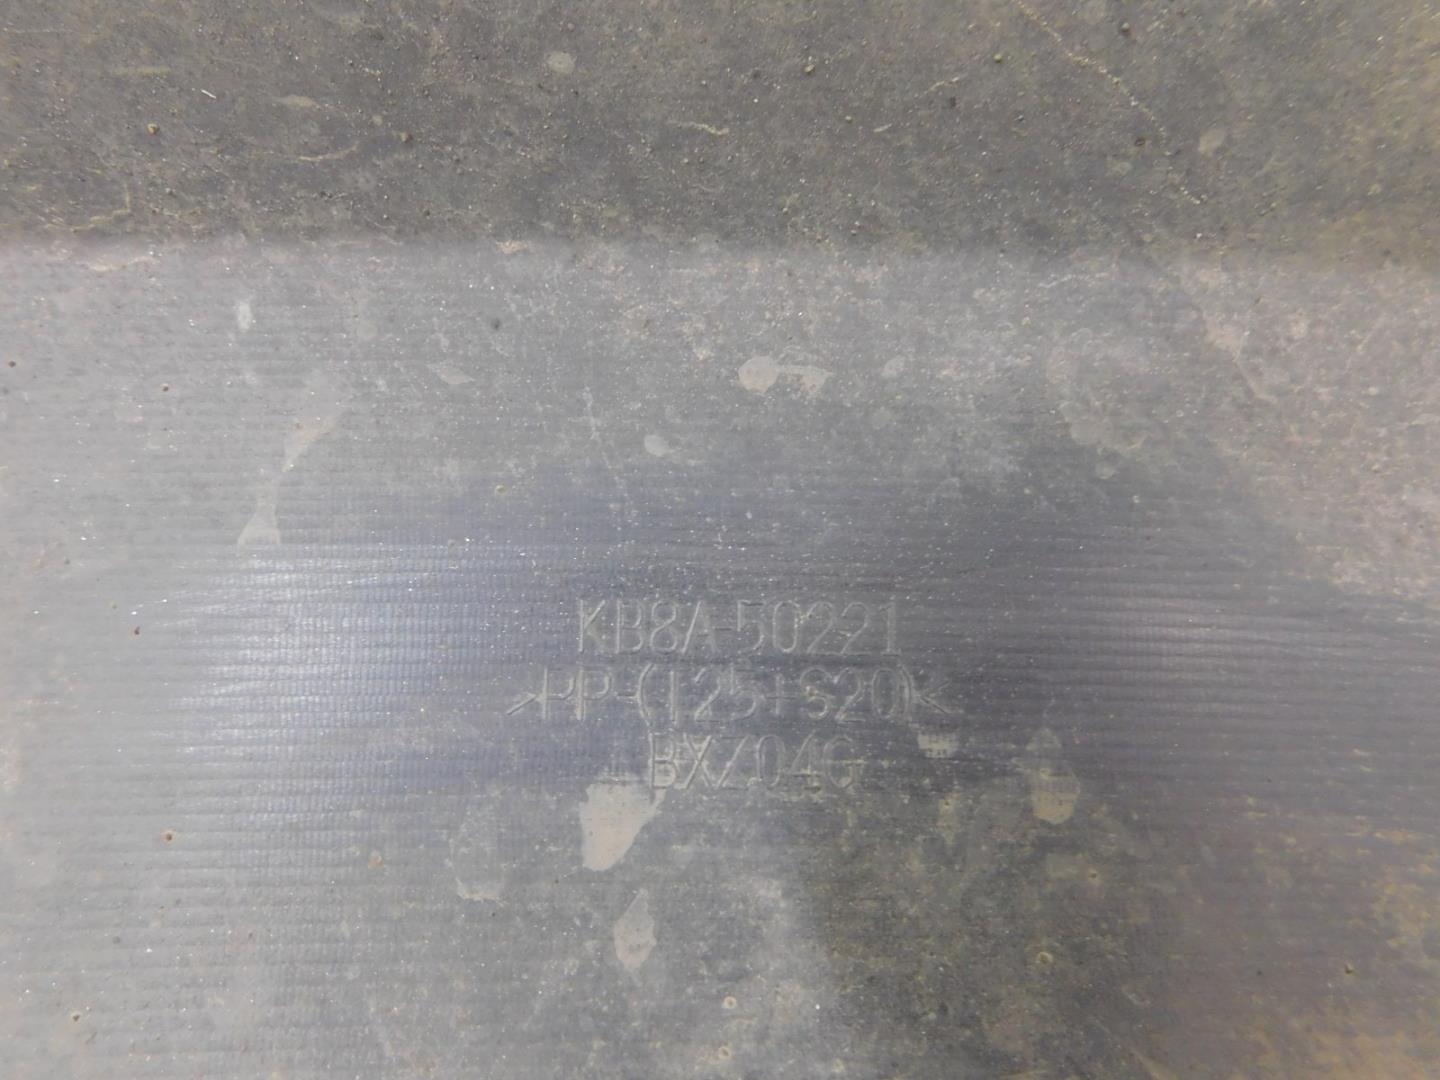 KB8A-50221
>PP-(T25+S20)<
BXZ04G